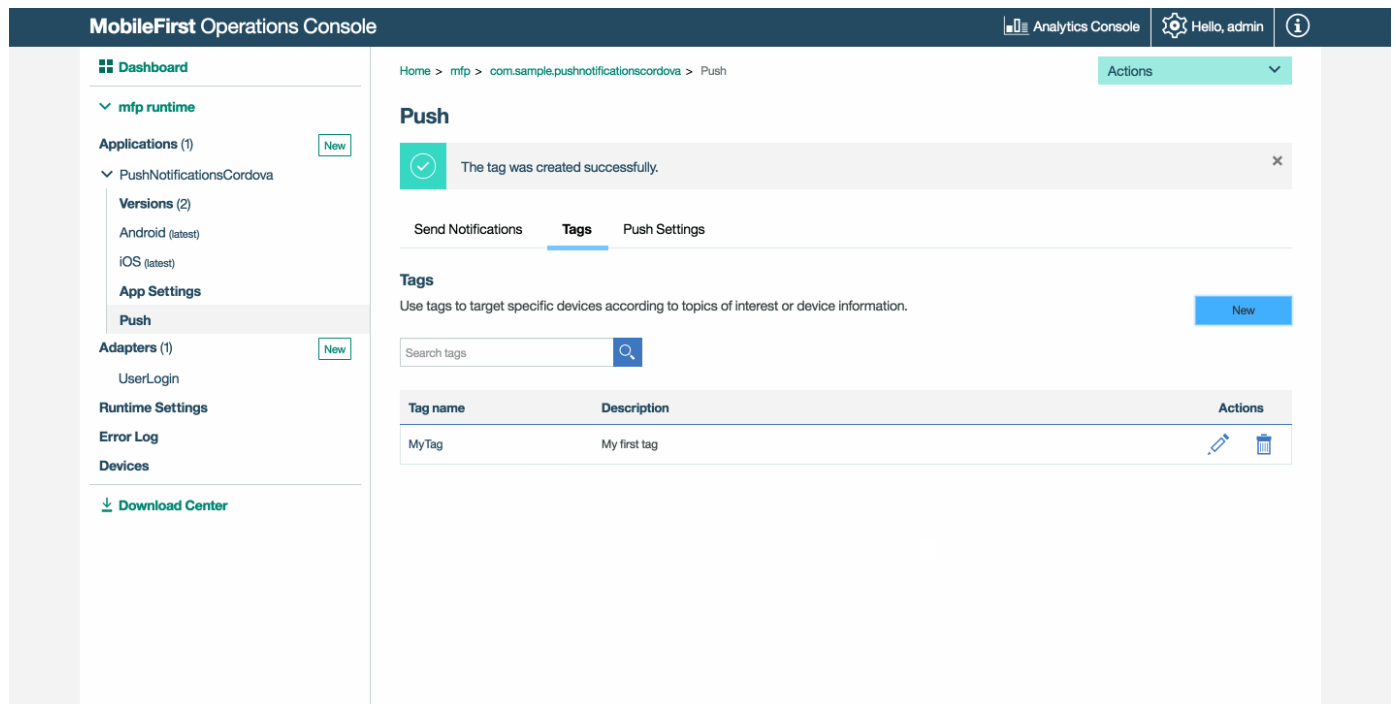 MobileFirst Operations Console
Analytics Console
Hello, admin
Dashboard
mfp runtime
Applications (1)
New
PushNotificationsCordova
Versions (2)
Android (latest)
iOS (latest)
App Settings
Push
Adapters (1)
New
UserLogin
Runtime Settings
Error Log
Devices
Download Center
Home > mfp > com.sample.pushnotificationscordova > Push
Actions
Push
The tag was created successfully.
Send Notifications Tags Push Settings
Tags
Use tags to target specific devices according to topics of interest or device information.
New
Search tags
Tag name Description Actions
MyTag My first tag